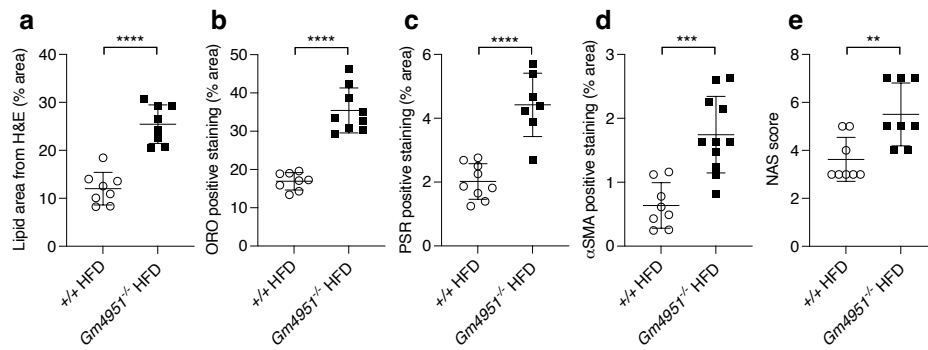 a
****
Lipid area from H&E (% area)
40
30
20
10
0
+/+ HFD
Gm4951-/- HFD
b
****
ORO positive staining (% area)
50
40
30
20
10
0
+/+ HFD
Gm4951-/- HFD
c
****
PSR positive staining (% area)
6
4
2
0
+/+ HFD
Gm4951-/- HFD
d
***
αSMA positive staining (% area)
3
2
1
0
+/+ HFD
Gm4951-/- HFD
e
**
NAS score
8
6
4
2
0
+/+ HFD
Gm4951-/- HFD